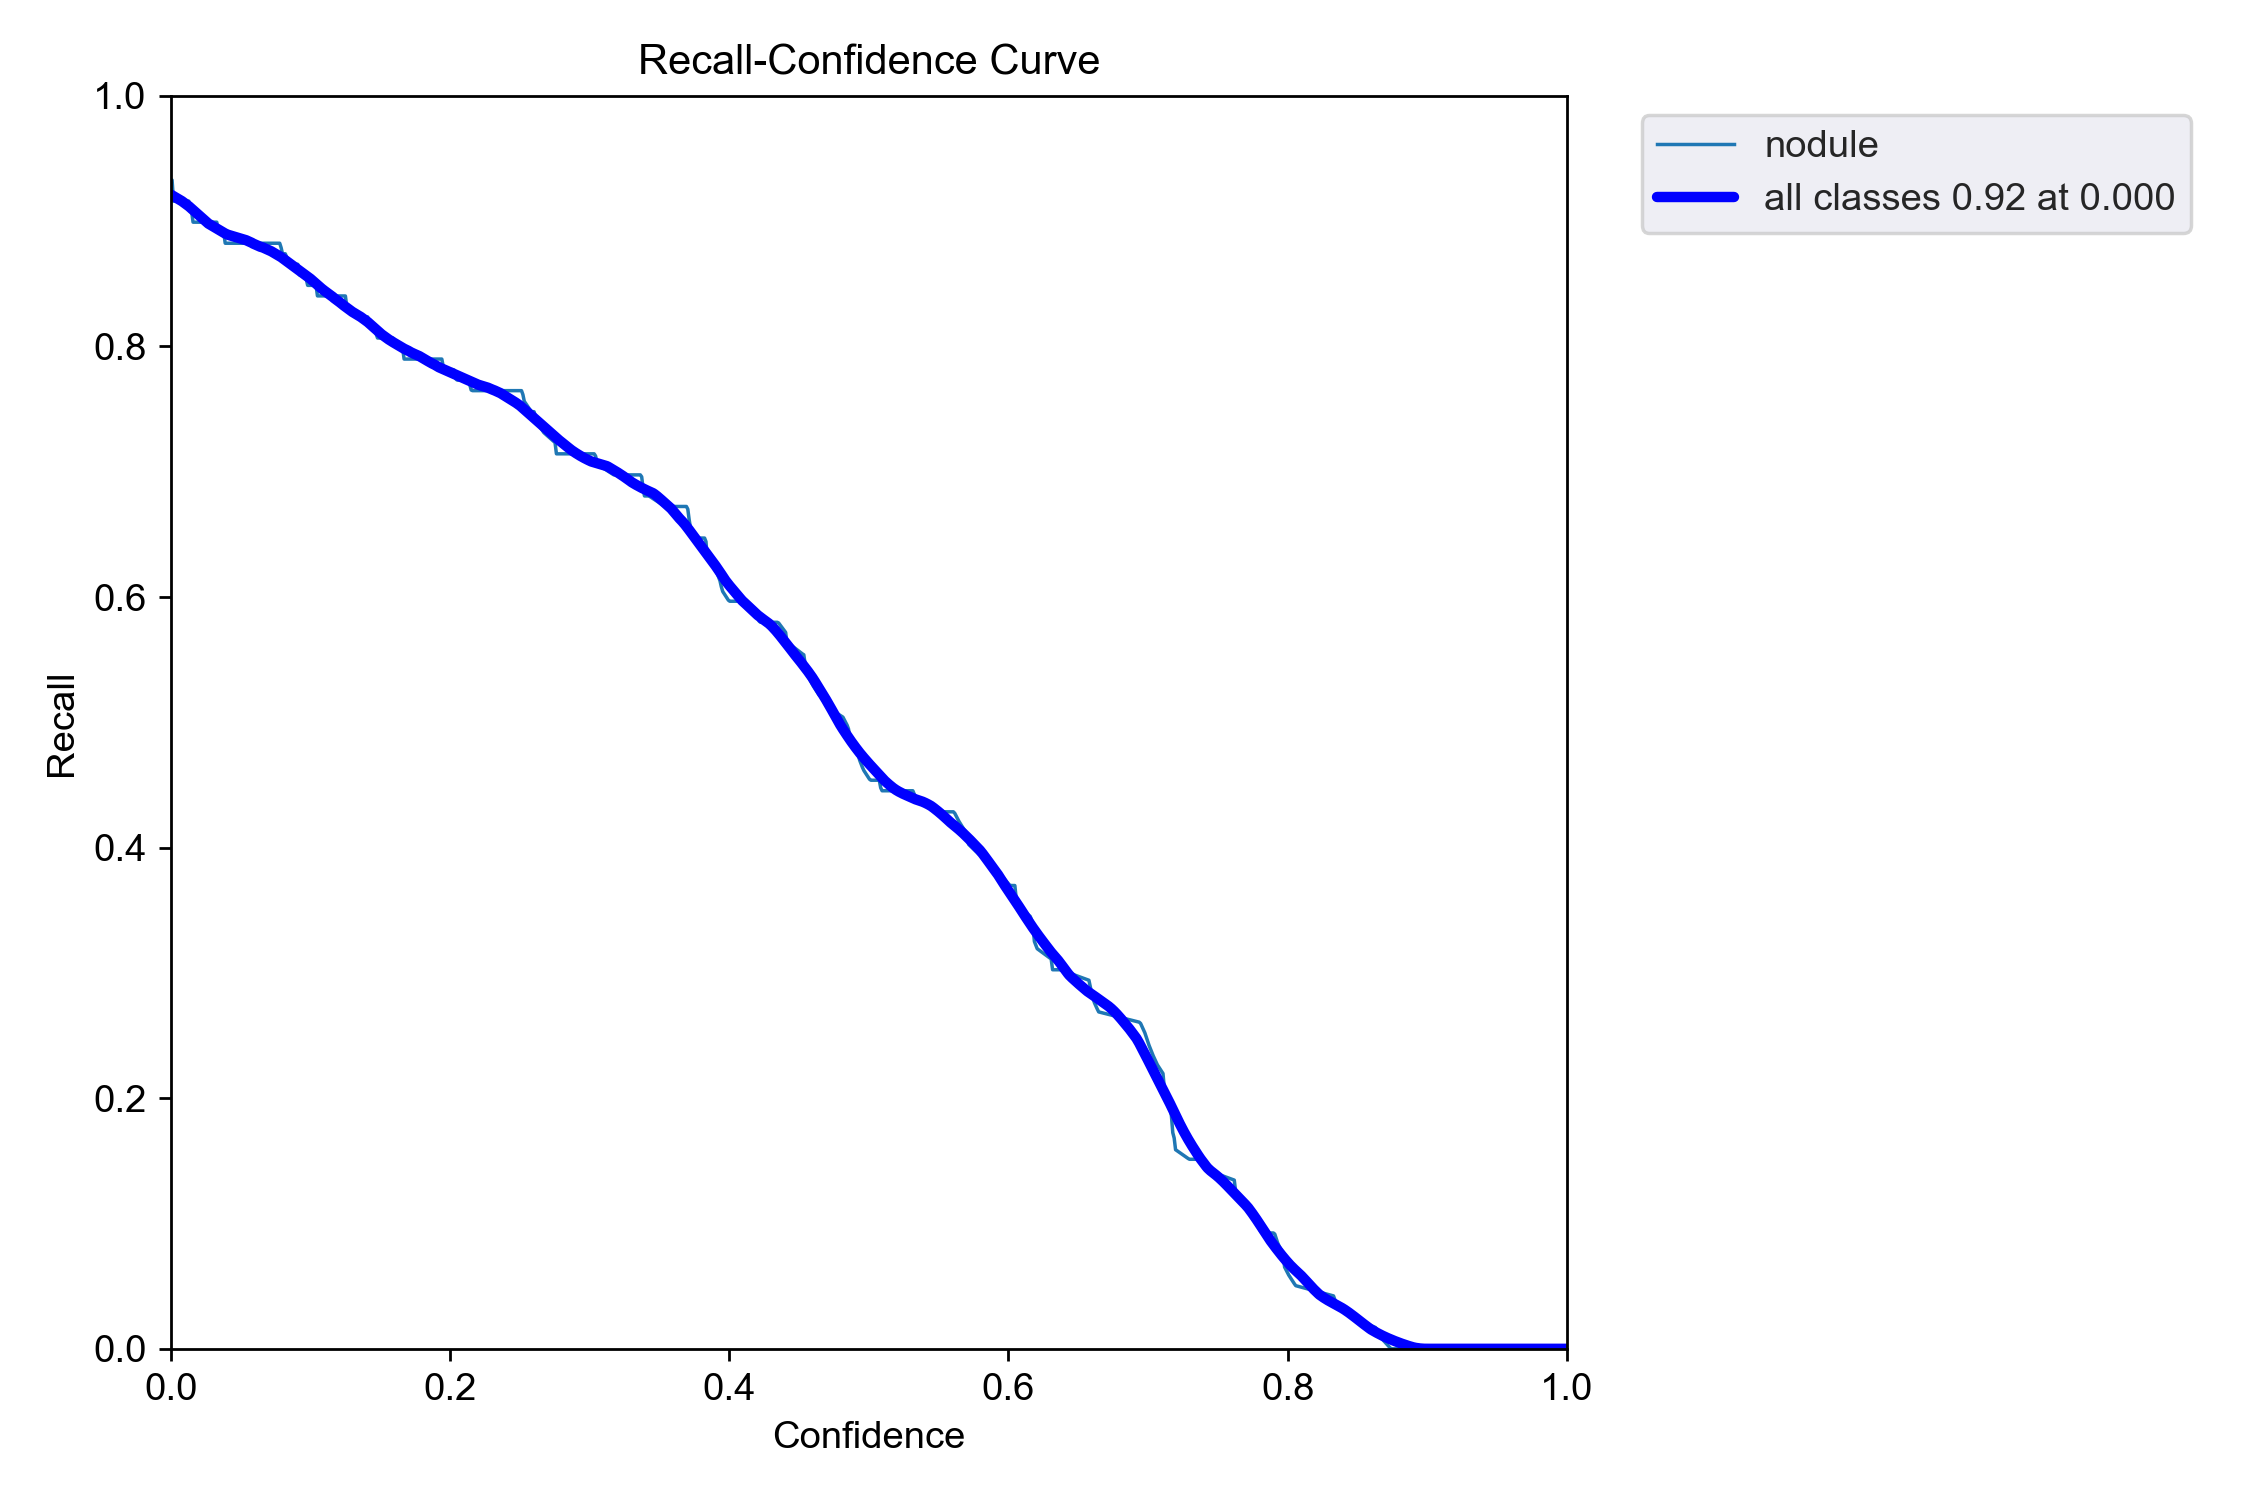 Recall-Confidence Curve
1.0
0.8
0.6
0.4
0.2
0.0
Recall
0.0 0.2 0.4 0.6 0.8 1.0
Confidence
nodule
all classes 0.92 at 0.000